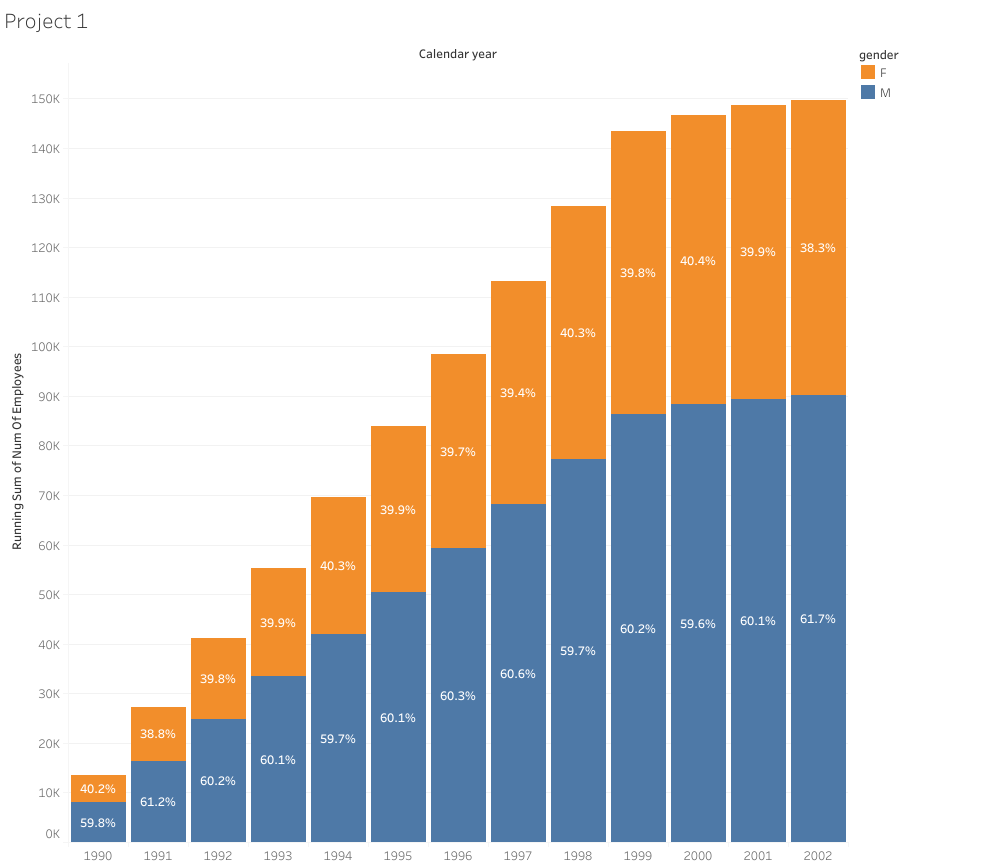 Project 1
Calendar year
gender
F
M
Running Sum of Num Of Employees
150K
140K
130K
120K
110K
100K
90K
80K
70K
60K
50K
40K
30K
20K
10K
0K
40.2%
59.8%
38.8%
61.2%
39.8%
60.2%
39.9%
60.1%
40.3%
59.7%
39.9%
60.1%
39.7%
60.3%
39.4%
60.6%
40.3%
59.7%
39.8%
60.2%
40.4%
59.6%
39.9%
60.1%
38.3%
61.7%
1990 1991 1992 1993 1994 1995 1996 1997 1998 1999 2000 2001 2002